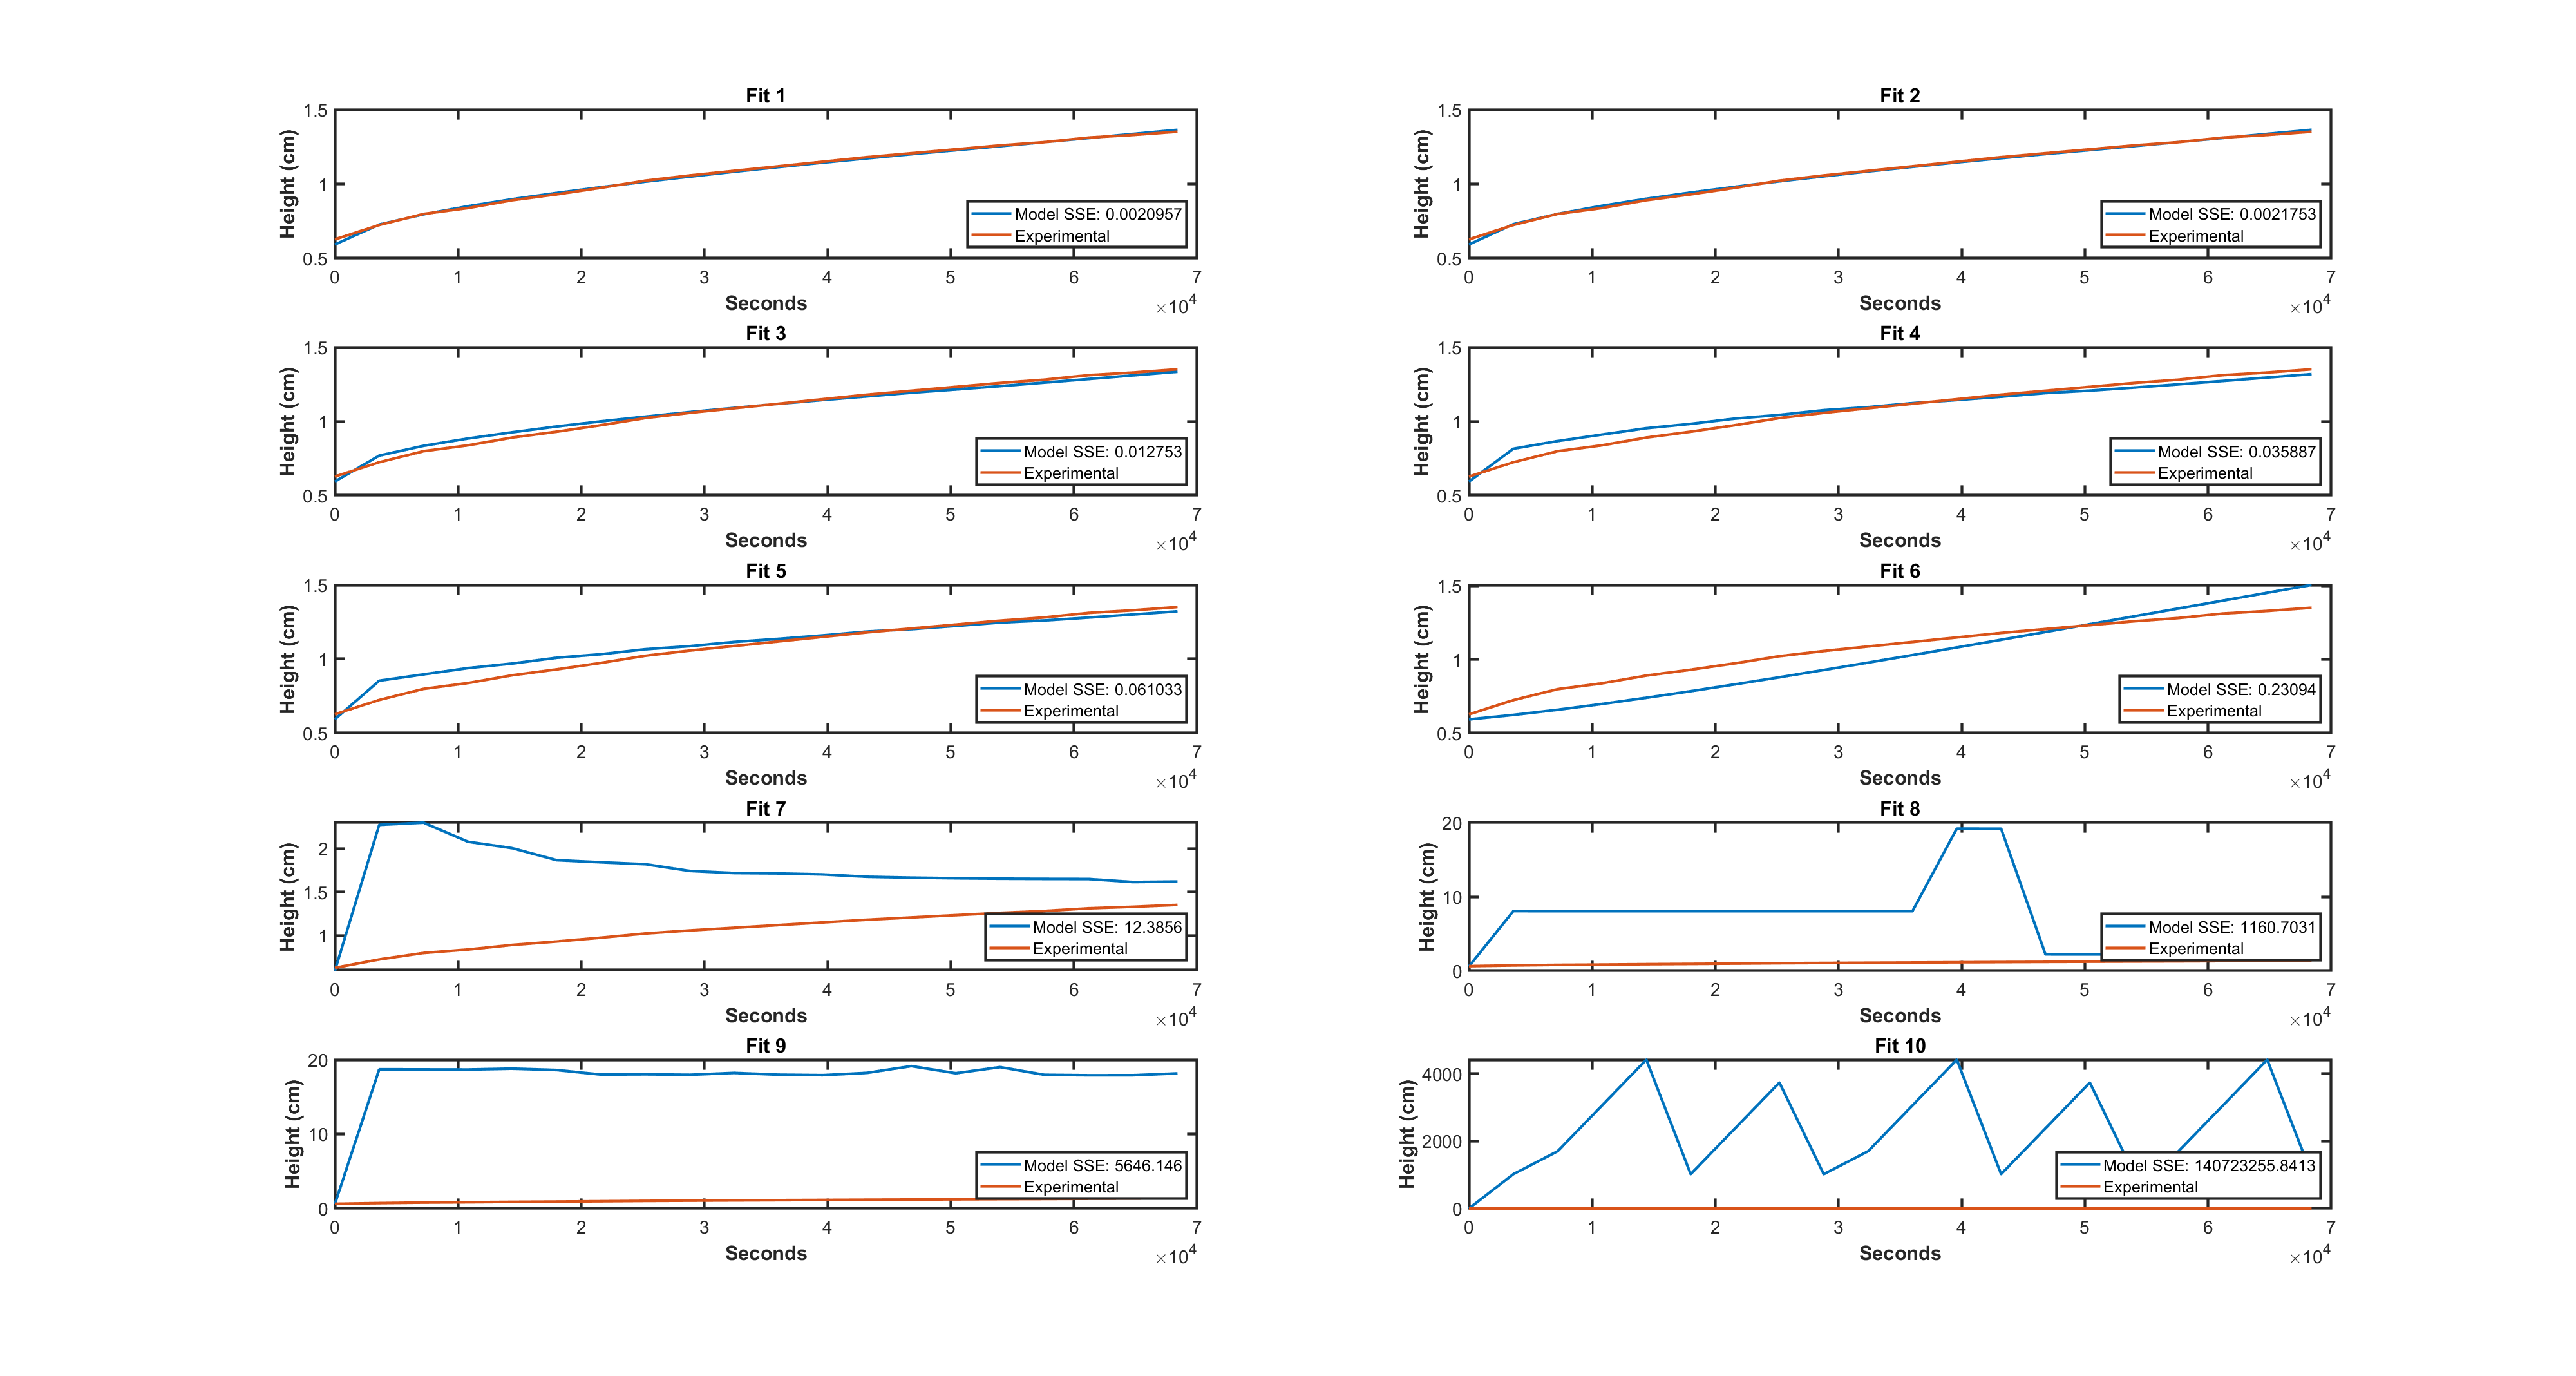 Fit 1
Height (cm)
1.5
1
0.5
Model SSE: 0.0020957
Experimental
0 1 2 3 4 5 6 7
Seconds
×10^4
Fit 2
Height (cm)
1.5
1
0.5
Model SSE: 0.0021753
Experimental
0 1 2 3 4 5 6 7
Seconds
×10^4
Fit 3
Height (cm)
1.5
1
0.5
Model SSE: 0.012753
Experimental
0 1 2 3 4 5 6 7
Seconds
×10^4
Fit 4
Height (cm)
1.5
1
0.5
Model SSE: 0.035887
Experimental
0 1 2 3 4 5 6 7
Seconds
×10^4
Fit 5
Height (cm)
1.5
1
0.5
Model SSE: 0.061033
Experimental
0 1 2 3 4 5 6 7
Seconds
×10^4
Fit 6
Height (cm)
1.5
1
0.5
Model SSE: 0.23094
Experimental
0 1 2 3 4 5 6 7
Seconds
×10^4
Fit 7
Height (cm)
2
1.5
1
Model SSE: 12.3856
Experimental
0 1 2 3 4 5 6 7
Seconds
×10^4
Fit 8
Height (cm)
20
10
0
Model SSE: 1160.7031
Experimental
0 1 2 3 4 5 6 7
Seconds
×10^4
Fit 9
Height (cm)
20
10
0
Model SSE: 5646.146
Experimental
0 1 2 3 4 5 6 7
Seconds
×10^4
Fit 10
Height (cm)
4000
2000
0
Model SSE: 140723255.8413
Experimental
0 1 2 3 4 5 6 7
Seconds
×10^4